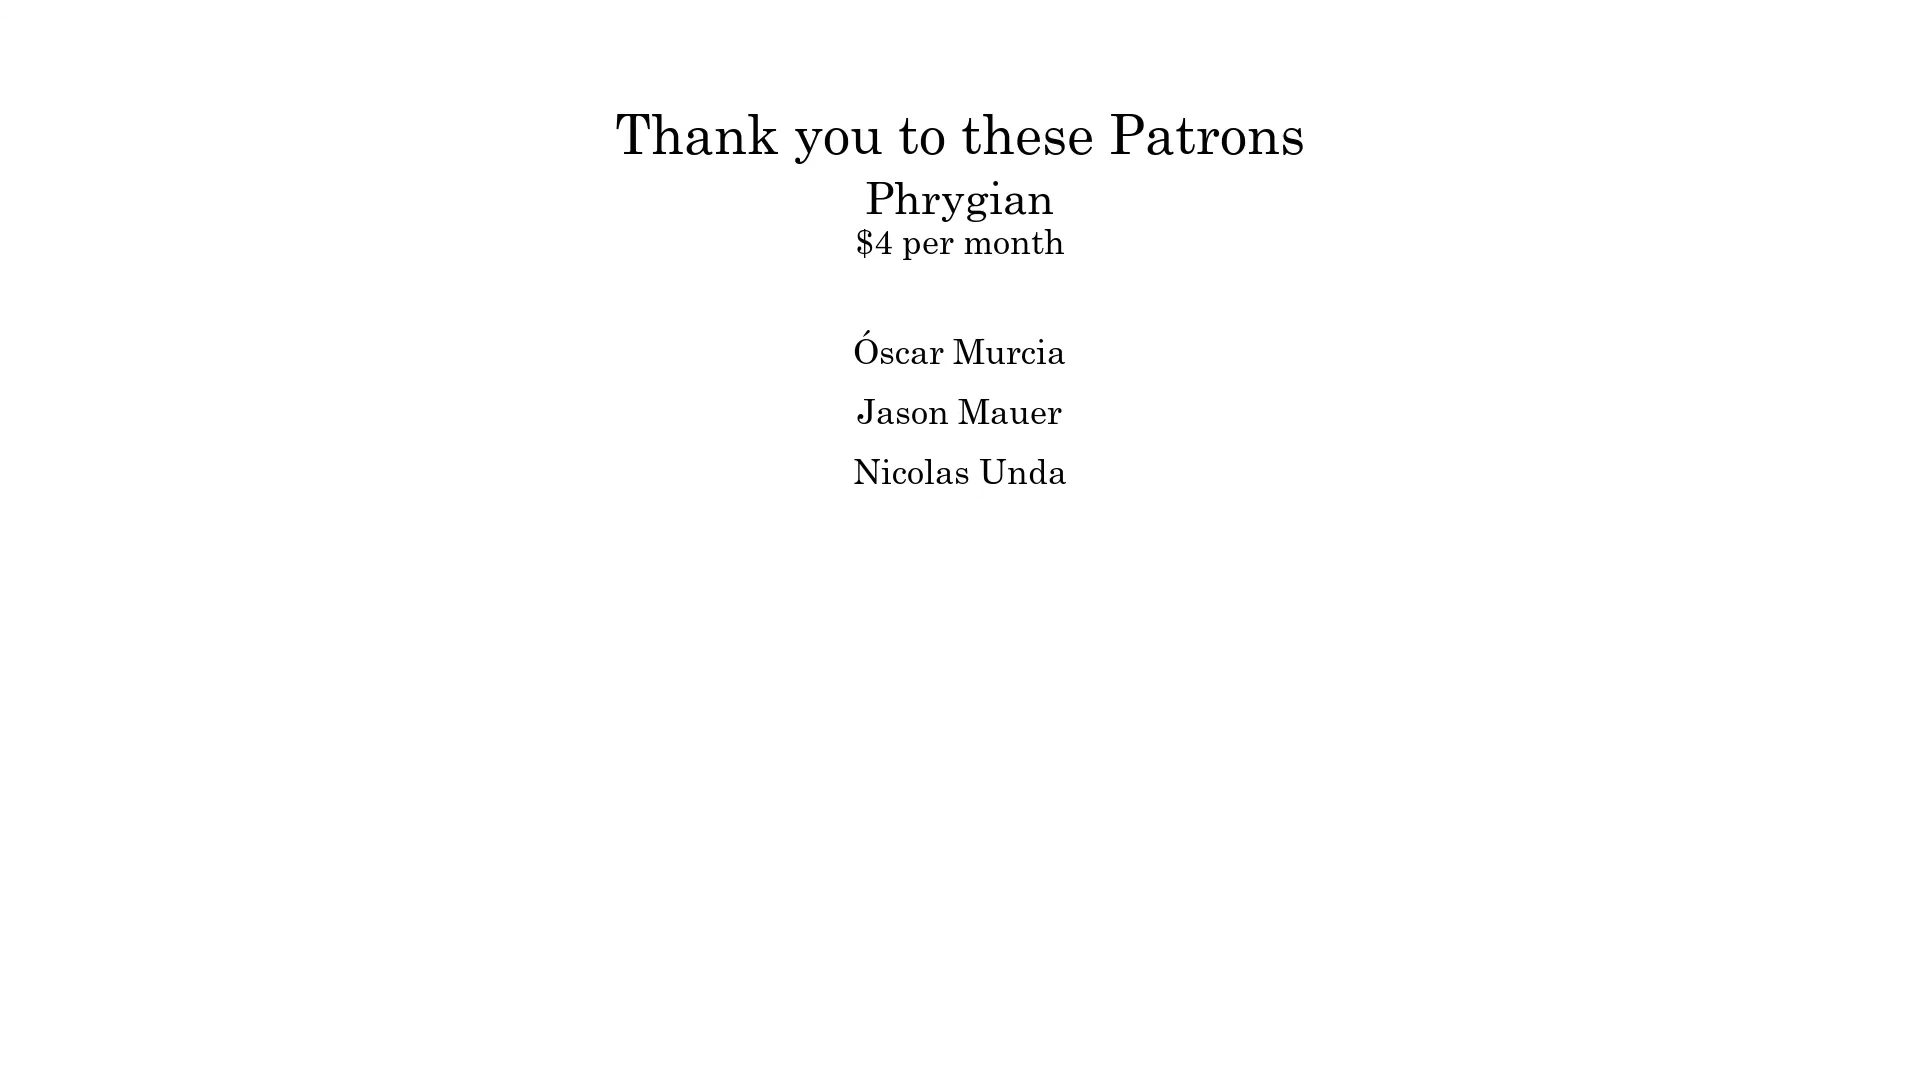 Thank you to these Patrons
Phrygian
$4 per month
Óscar Murcia
Jason Mauer
Nicolas Unda